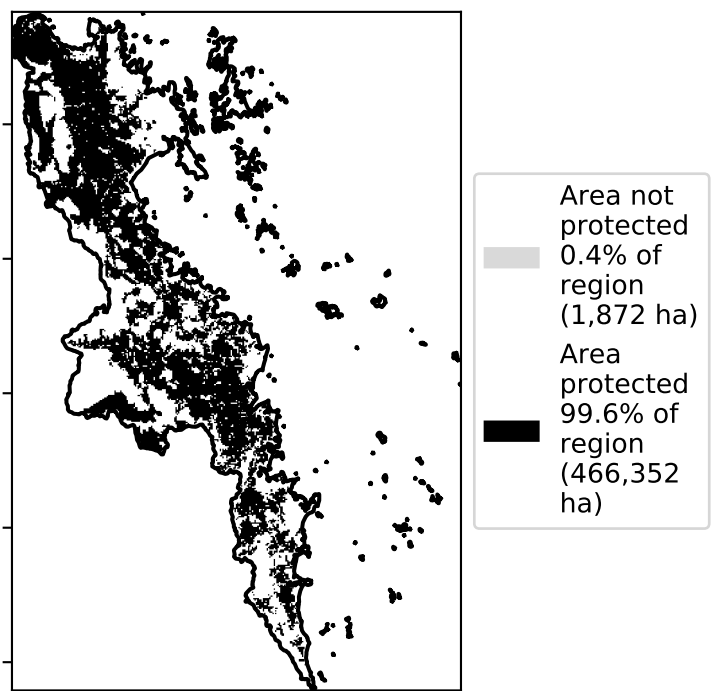 Area not
protected
0.4% of
region
(1,872 ha)
Area
protected
99.6% of
region
(466,352
ha)